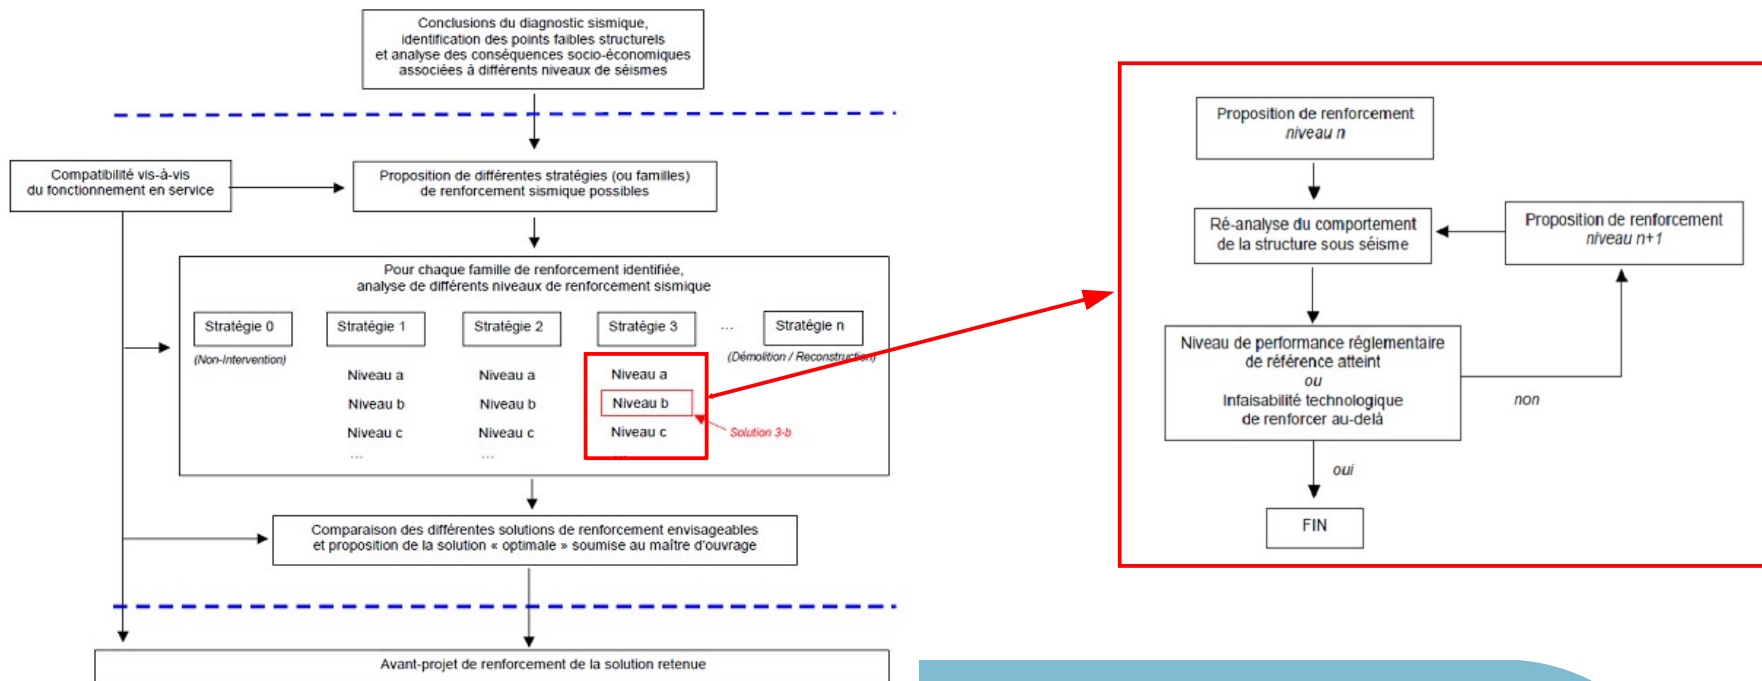 Conclusions du diagnostic sismique,
identification des points faibles structurels
et analyse des conséquences socio-économiques
associées à différents niveaux de séismes
Compatibilité vis-à-vis
du fonctionnement en service
Proposition de différentes stratégies (ou familles)
de renforcement sismique possibles
Pour chaque famille de renforcement identifiée,
analyse de différents niveaux de renforcement sismique
Stratégie 0
Stratégie 1
Stratégie 2
Stratégie 3
...
Stratégie n
(Non-Intervention)
(Démolition / Reconstruction)
Niveau a
Niveau a
Niveau a
Niveau b
Niveau b
Niveau b
Niveau c
Niveau c
Niveau c
Solution 3-b
...
...
...
Comparaison des différentes solutions de renforcement envisageables
et proposition de la solution « optimale » soumise au maître d'ouvrage
Avant-projet de renforcement de la solution retenue
Proposition de renforcement
niveau n
Ré-analyse du comportement
de la structure sous séisme
Proposition de renforcement
niveau n+1
Niveau de performance réglementaire
de référence atteint
ou
Infaisabilité technologique
de renforcer au-delà
non
oui
FIN